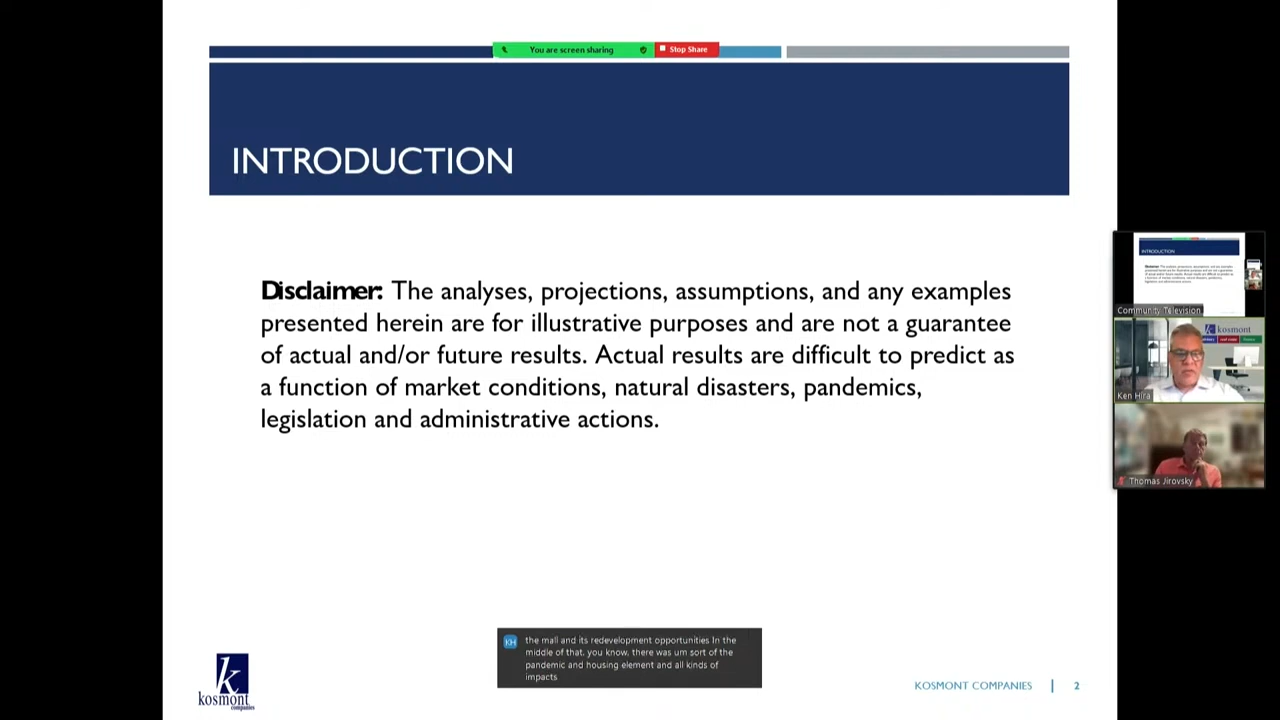 You are screen sharing
Stop Share
INTRODUCTION
Disclaimer: The analyses, projections, assumptions, and any examples
presented herein are for illustrative purposes and are not a guarantee
of actual and/or future results. Actual results are difficult to predict as
a function of market conditions, natural disasters, pandemics,
legislation and administrative actions.
INTRODUCTION
Community Television
kosmont
Ken Hira
Thomas Jirovsky
KH
the mall and its redevelopment opportunities In the
middle of that, you know, there was um sort of the
pandemic and housing element and all kinds of
impacts
k
kosmont
companies
KOSMONT COMPANIES | 2